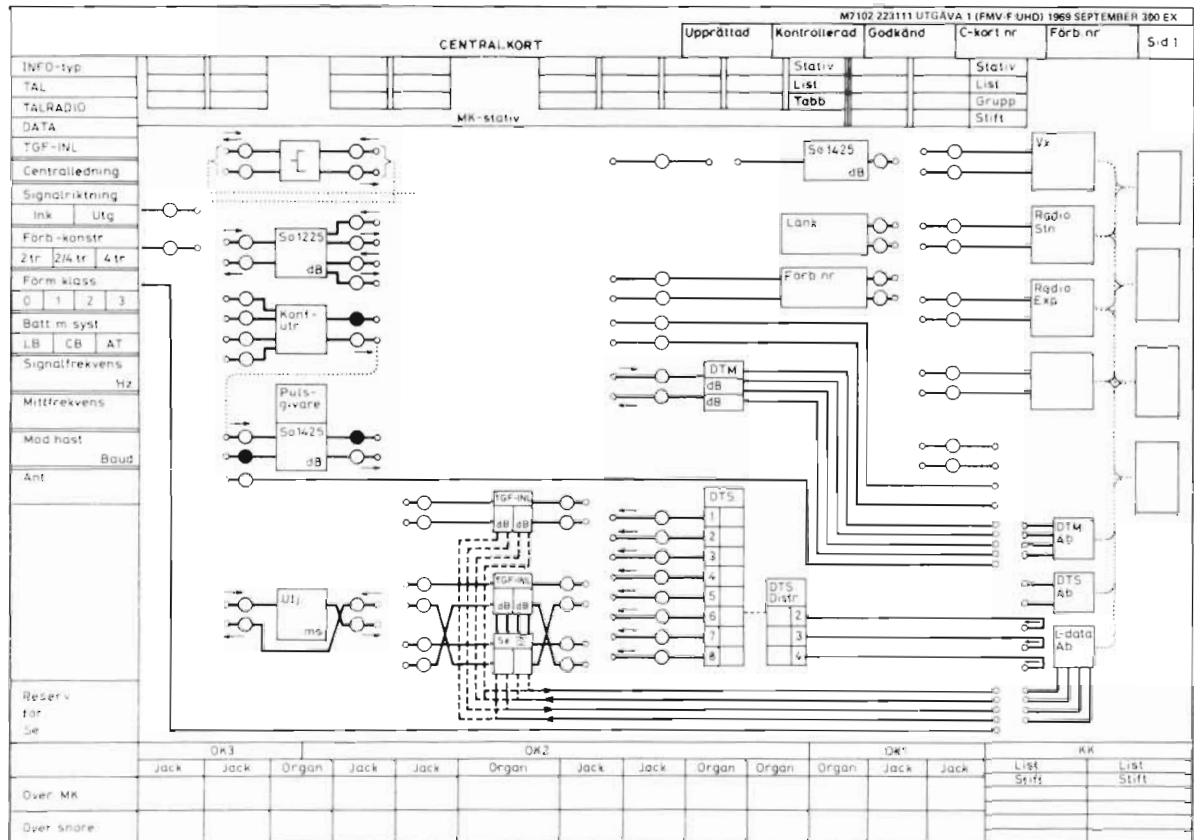 M7102 223111 UTGÅVA 1 (FMV-F:UHD) 1969 SEPTEMBER 300 EX
CENTRALKORT
Upprättad Kontrollerad Godkänd C-kort nr Förb nr Sid 1
INFO-typ
TAL
TALRADIO
DATA
TGF-INL
Centralledning
Signalriktning
Ink Utg
Förb-konstr
2tr 2/4 tr 4 tr
Form klass
0 1 2 3
Batt m syst
LB CB AT
Signalfrekvens
Hz
Mittfrekvens
Mod hast
Baud
Ant
Reserv
för
Se
Stativ
List
Tabb
Stativ
List
Grupp
Stift
MK-stativ
So1225
dB
Konf-
utr
Puls-
givare
So1425
dB
Utj
ms
TGF-INL
dB dB
TGF-INL
dB dB
Se 2
So1425
dB
Länk
Förb nr
DTM
dB
dB
DTS
1
2
3
4
5
6
7
8
DTS
Distr
2
3
4
Vx
Radio
Stn
Radio
Exp
DTM
Ab
DTS
Ab
L-data
Ab
OK3 OK2 OK1 KK
Jack Jack Organ Jack Jack Organ Jack Jack Organ Organ Organ Jack Jack List List
Stift Stift
Över MK
Över snöre